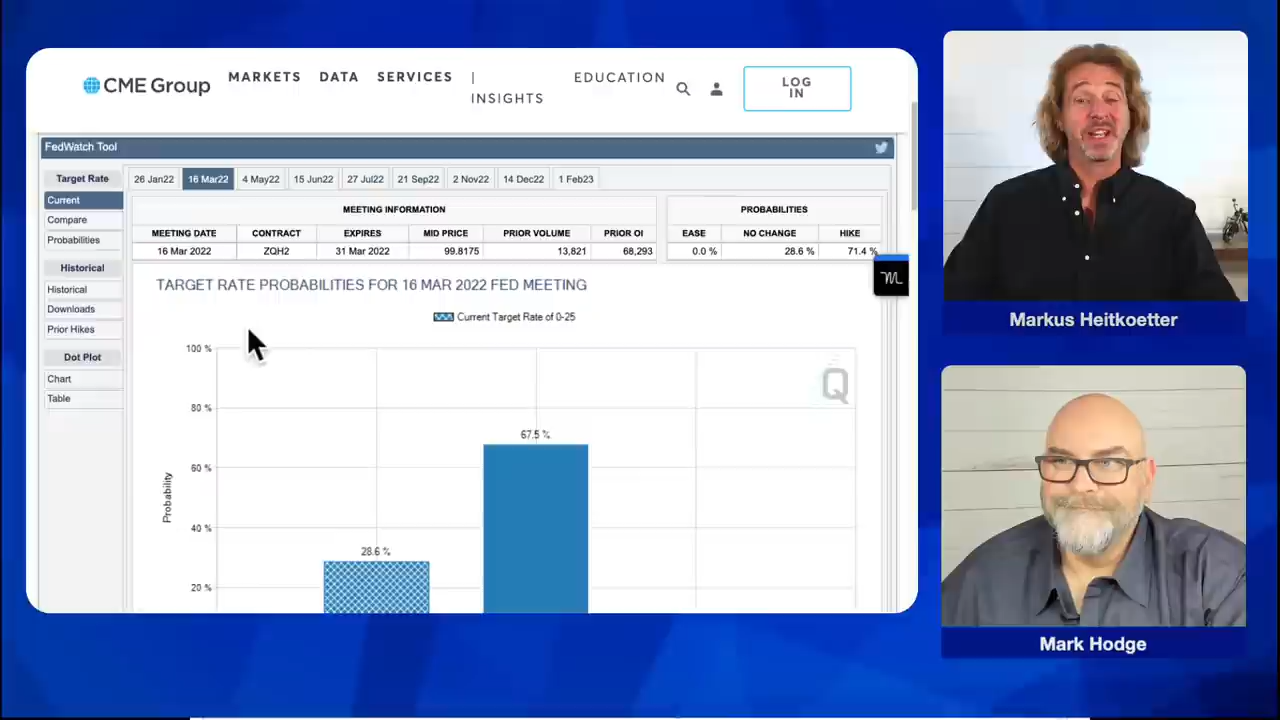 CME Group
MARKETS DATA SERVICES | EDUCATION
INSIGHTS
LOG
IN
FedWatch Tool
Target Rate
Current
Compare
Probabilities
Historical
Historical
Downloads
Prior Hikes
Dot Plot
Chart
Table
26 Jan22 16 Mar22 4 May22 15 Jun22 27 Jul22 21 Sep22 2 Nov22 14 Dec22 1 Feb23
MEETING INFORMATION
MEETING DATE CONTRACT EXPIRES MID PRICE PRIOR VOLUME PRIOR OI
16 Mar 2022 ZQH2 31 Mar 2022 99.8175 13,821 68,293
PROBABILITIES
EASE NO CHANGE HIKE
0.0 % 28.6 % 71.4 %
TARGET RATE PROBABILITIES FOR 16 MAR 2022 FED MEETING
Current Target Rate of 0-25
100 %
80 %
60 %
40 %
20 %
Probability
28.6 %
67.5 %
Q
Markus Heitkoetter
Mark Hodge